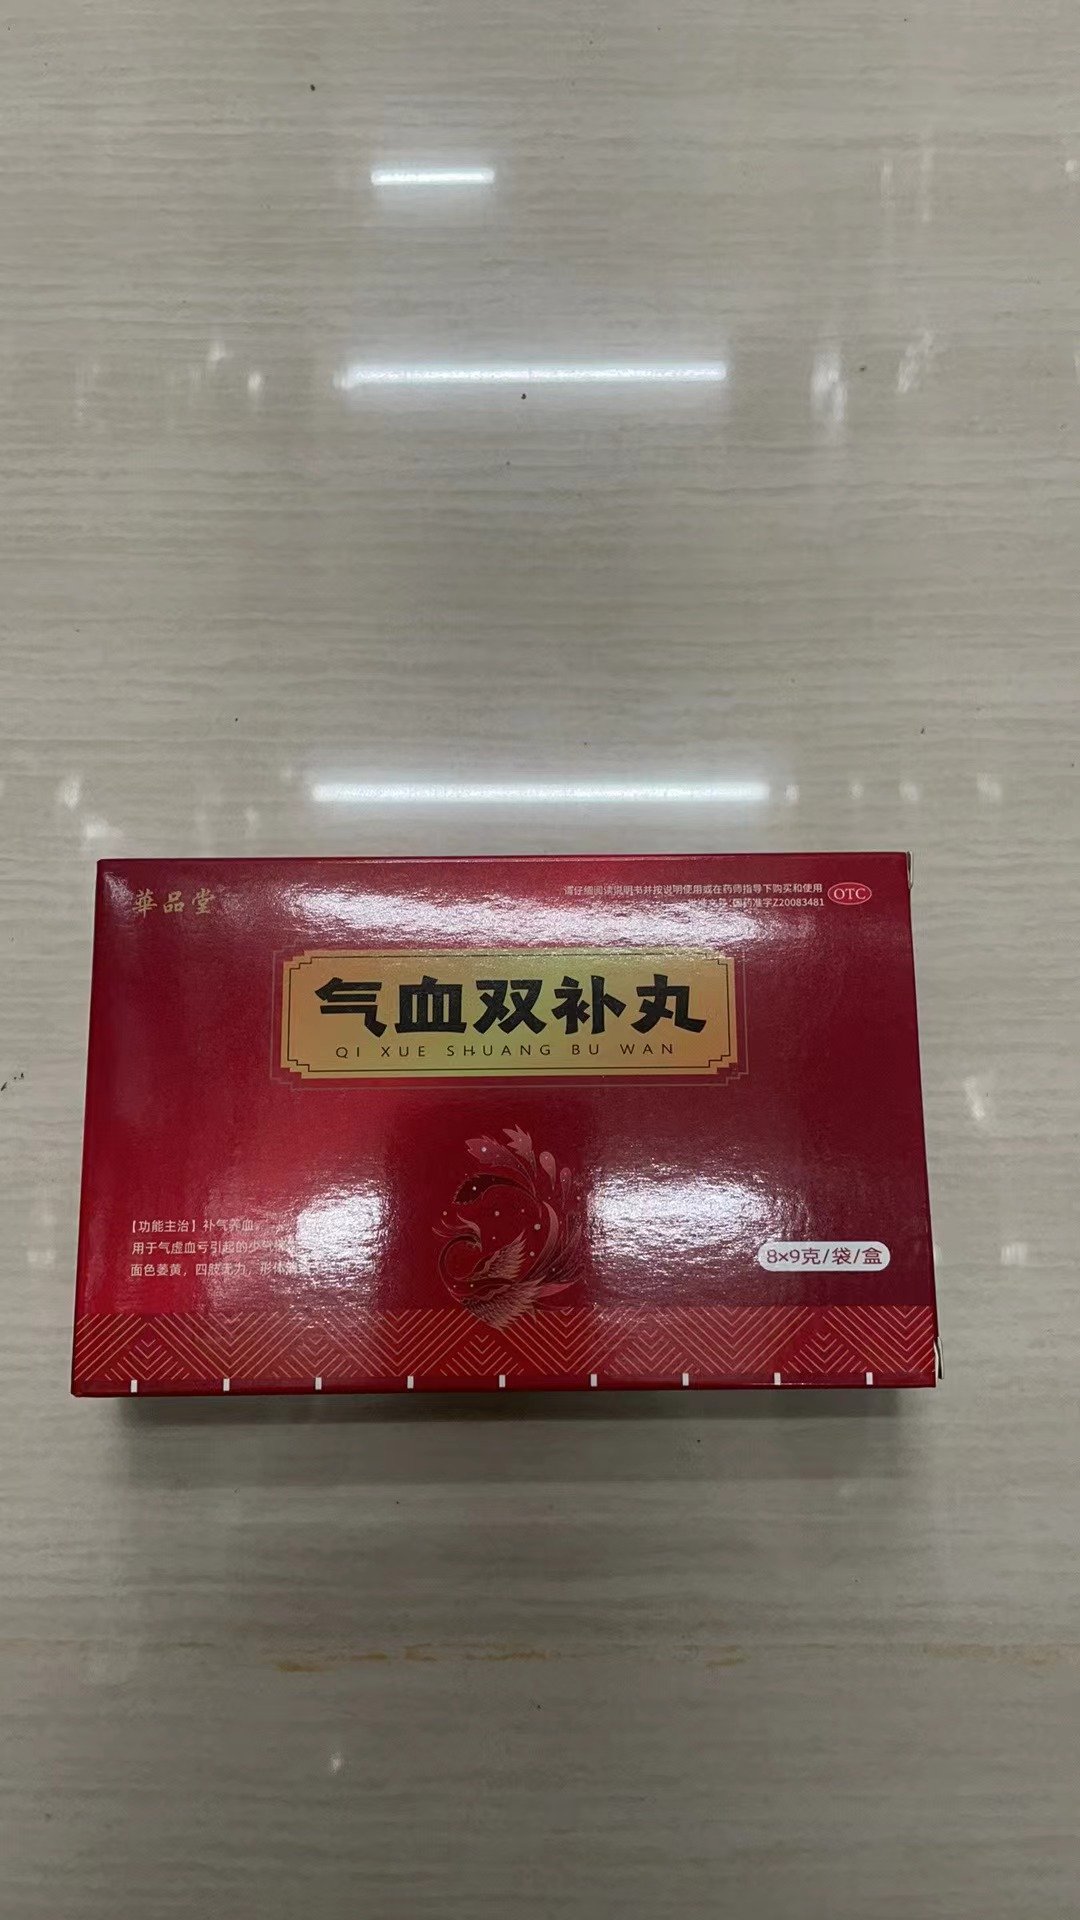 華品堂
请仔细阅读说明书并按说明使用或在药师指导下购买和使用
国药准字Z20083481
OTC
气血双补丸
QI XUE SHUANG BU WAN
【功能主治】补气养血。
用于气虚血亏引起的少气
面色萎黄，四肢无力，形体
8×9克/袋/盒